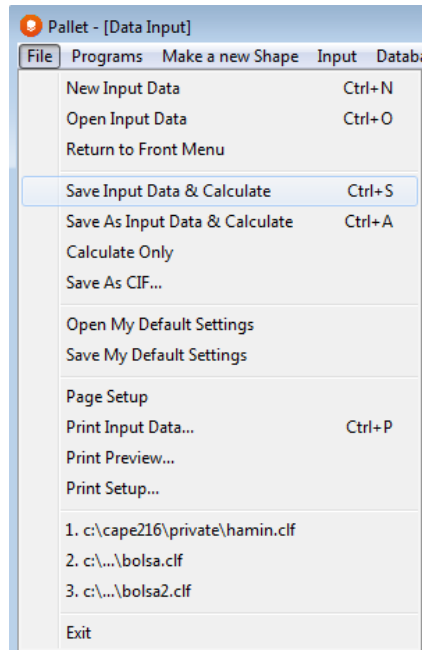 Pallet - [Data Input]
File Programs Make a new Shape Input
New Input Data Ctrl+N
Open Input Data Ctrl+O
Return to Front Menu
Save Input Data & Calculate Ctrl+S
Save As Input Data & Calculate Ctrl+A
Calculate Only
Save As CIF...
Open My Default Settings
Save My Default Settings
Page Setup
Print Input Data... Ctrl+P
Print Preview...
Print Setup...
1. c:\cape216\private\hamin.clf
2. c:\...\bolsa.clf
3. c:\...\bolsa2.clf
Exit